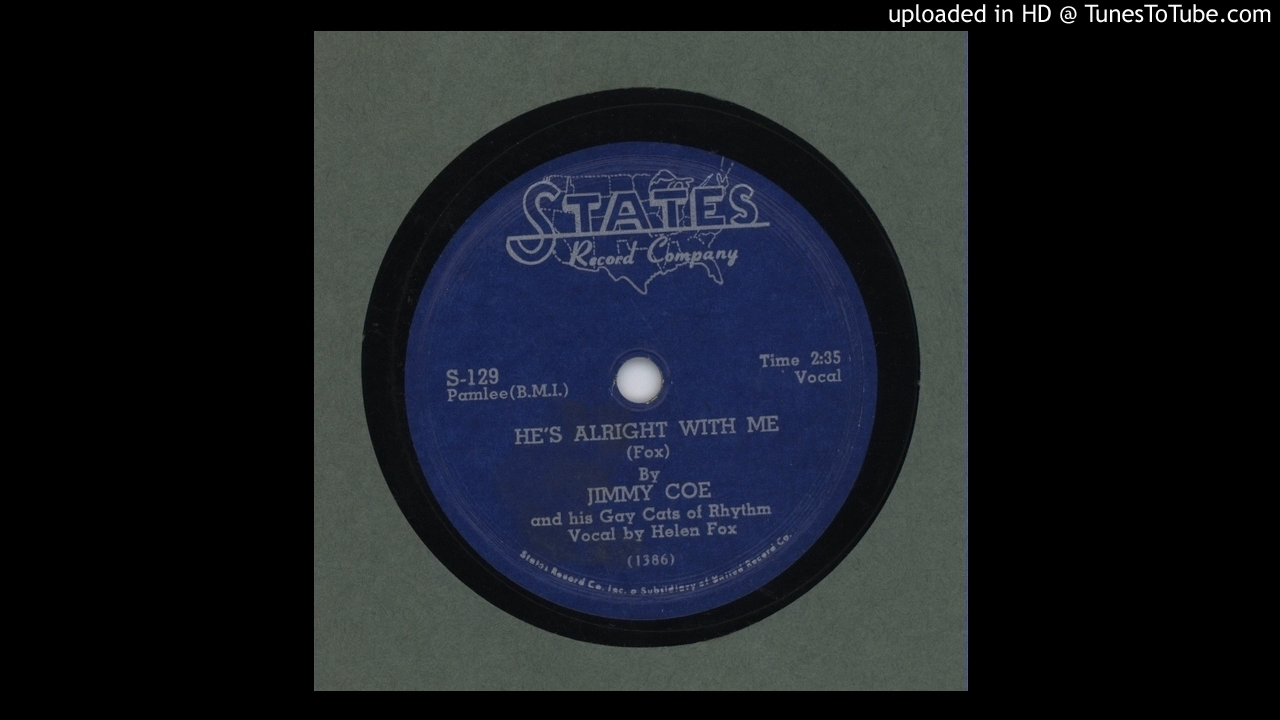 uploaded in HD @ TunesToTube.com
STATES
Record Company
S-129
Pamlee (B.M.I.)
Time 2:35
Vocal
HE'S ALRIGHT WITH ME
(Fox)
By
JIMMY COE
and his Gay Cats of Rhythm
Vocal by Helen Fox
(1386)
States Record Co. Inc. a Subsidiary of United Record Co.